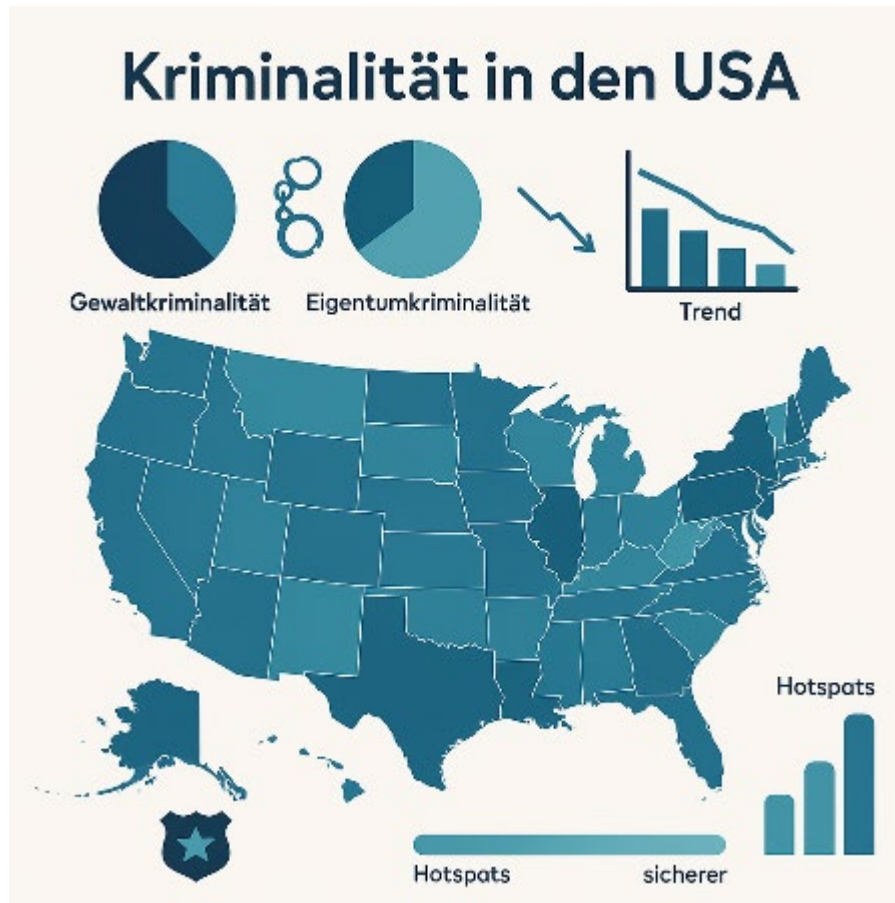 Kriminalität in den USA
Gewaltkriminalität
Eigentumkriminalität
Trend
Hotspats
Hotspats
sicherer